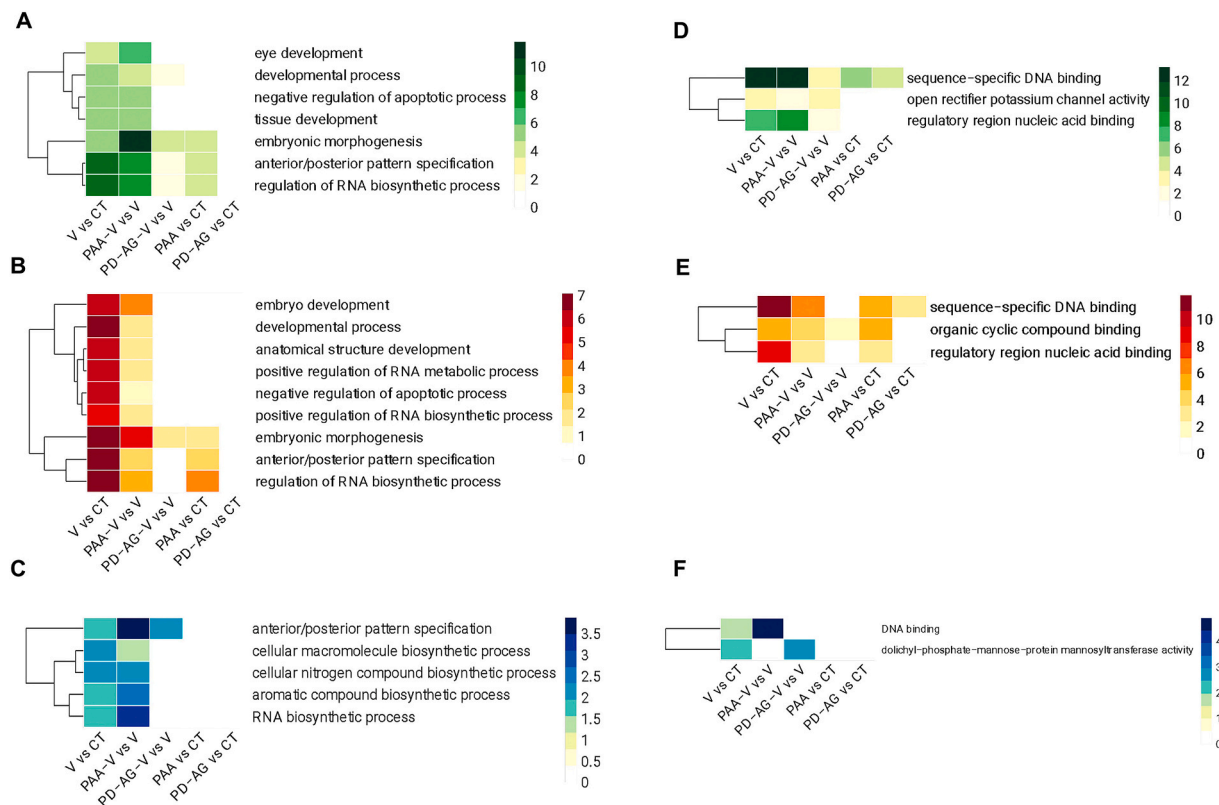 A
eye development
developmental process
negative regulation of apoptotic process
tissue development
embryonic morphogenesis
anterior/posterior pattern specification
regulation of RNA biosynthetic process
10
8
6
4
2
0
V vs CT
PAA-V vs V
PD-AG-V vs V
PAA vs CT
PD-AG vs CT
D
sequence-specific DNA binding
open rectifier potassium channel activity
regulatory region nucleic acid binding
12
10
8
6
4
2
0
V vs CT
PAA-V vs V
PD-AG-V vs V
PAA vs CT
PD-AG vs CT
B
embryo development
developmental process
anatomical structure development
positive regulation of RNA metabolic process
negative regulation of apoptotic process
positive regulation of RNA biosynthetic process
embryonic morphogenesis
anterior/posterior pattern specification
regulation of RNA biosynthetic process
7
6
5
4
3
2
1
0
V vs CT
PAA-V vs V
PD-AG-V vs V
PAA vs CT
PD-AG vs CT
E
sequence-specific DNA binding
organic cyclic compound binding
regulatory region nucleic acid binding
10
8
6
4
2
0
V vs CT
PAA-V vs V
PD-AG-V vs V
PAA vs CT
PD-AG vs CT
C
anterior/posterior pattern specification
cellular macromolecule biosynthetic process
cellular nitrogen compound biosynthetic process
aromatic compound biosynthetic process
RNA biosynthetic process
3.5
3
2.5
2
1.5
1
0.5
0
V vs CT
PAA-V vs V
PD-AG-V vs V
PAA vs CT
PD-AG vs CT
F
DNA binding
dolichyl-phosphate-mannose-protein mannosyltransferase activity
4
3
2
1
0
V vs CT
PAA-V vs V
PD-AG-V vs V
PAA vs CT
PD-AG vs CT